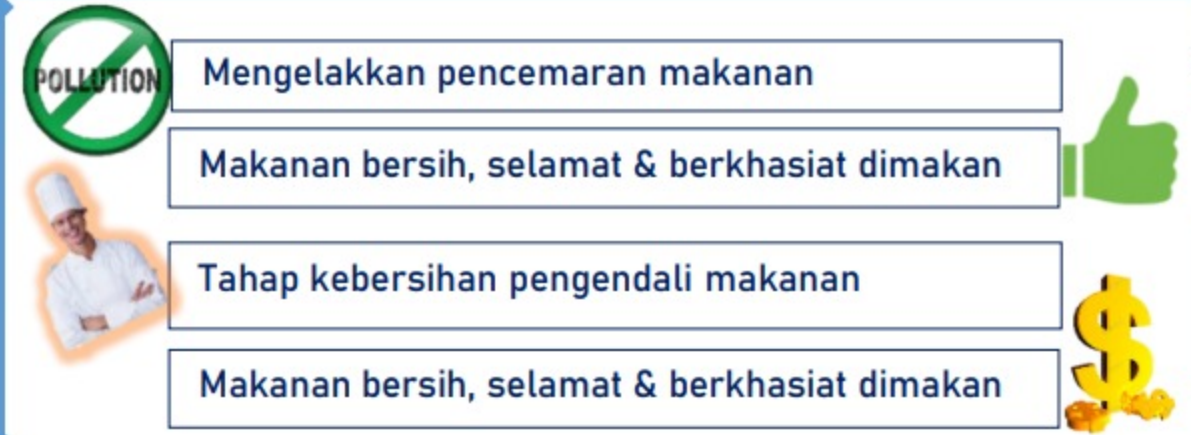 POLLUTION
Mengelakkan pencemaran makanan
Makanan bersih, selamat & berkhasiat dimakan
Tahap kebersihan pengendali makanan
Makanan bersih, selamat & berkhasiat dimakan